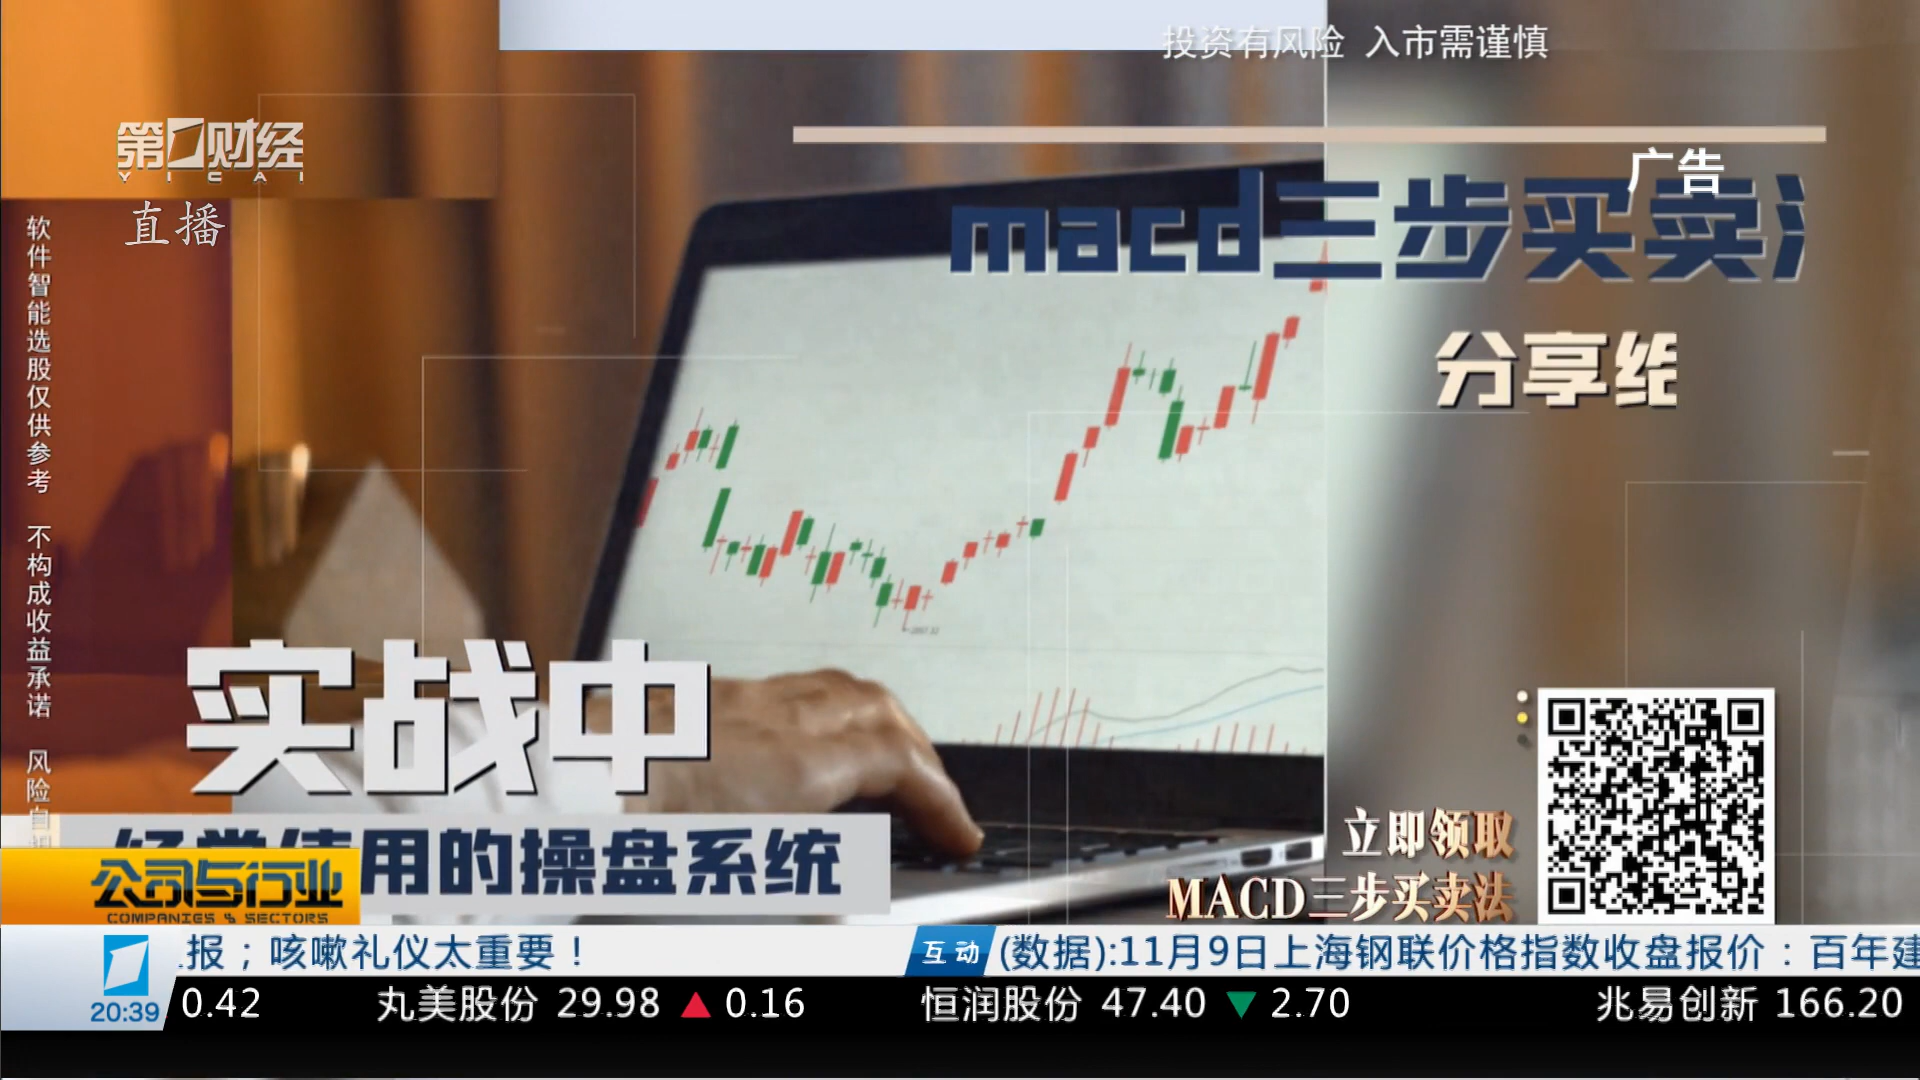 投资有风险 入市需谨慎
第一财经
YICAI
直播
广告
macd三步买卖
分享给
软件智能选股仅供参考 不构成收益承诺 风险自
实战中
经常使用的操盘系统
立即领取
MACD三步买卖法
公司与行业
COMPANIES & SECTORS
报；咳嗽礼仪太重要！
互动 (数据):11月9日上海钢联价格指数收盘报价：百年建
20:39
0.42 丸美股份 29.98 ▲ 0.16 恒润股份 47.40 ▼ 2.70 兆易创新 166.20